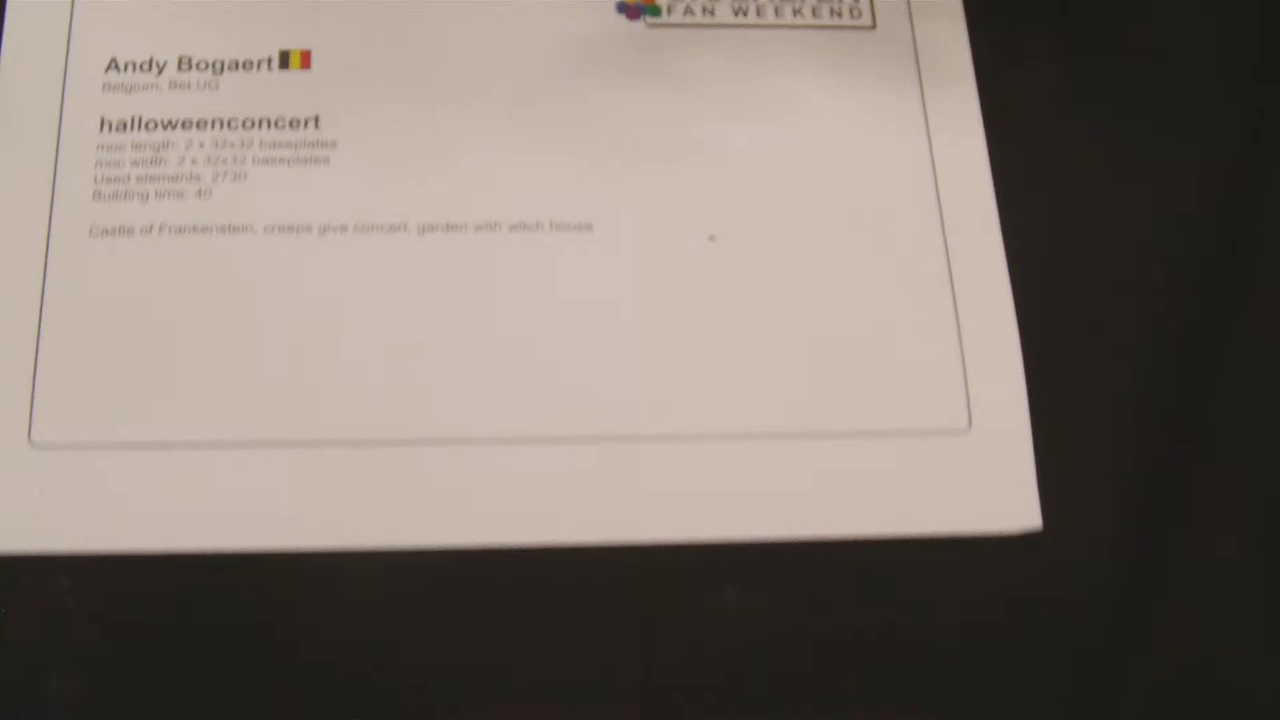 FAN WEEKEND
Andy Bogaert
Belgium, BeLUG
halloweenconcert
moc length: 2 x 32x32 baseplates
moc width: 2 x 32x32 baseplates
Used elements: 2730
Building time: 40
Castle of Frankenstein, creeps give concert, garden with witch house